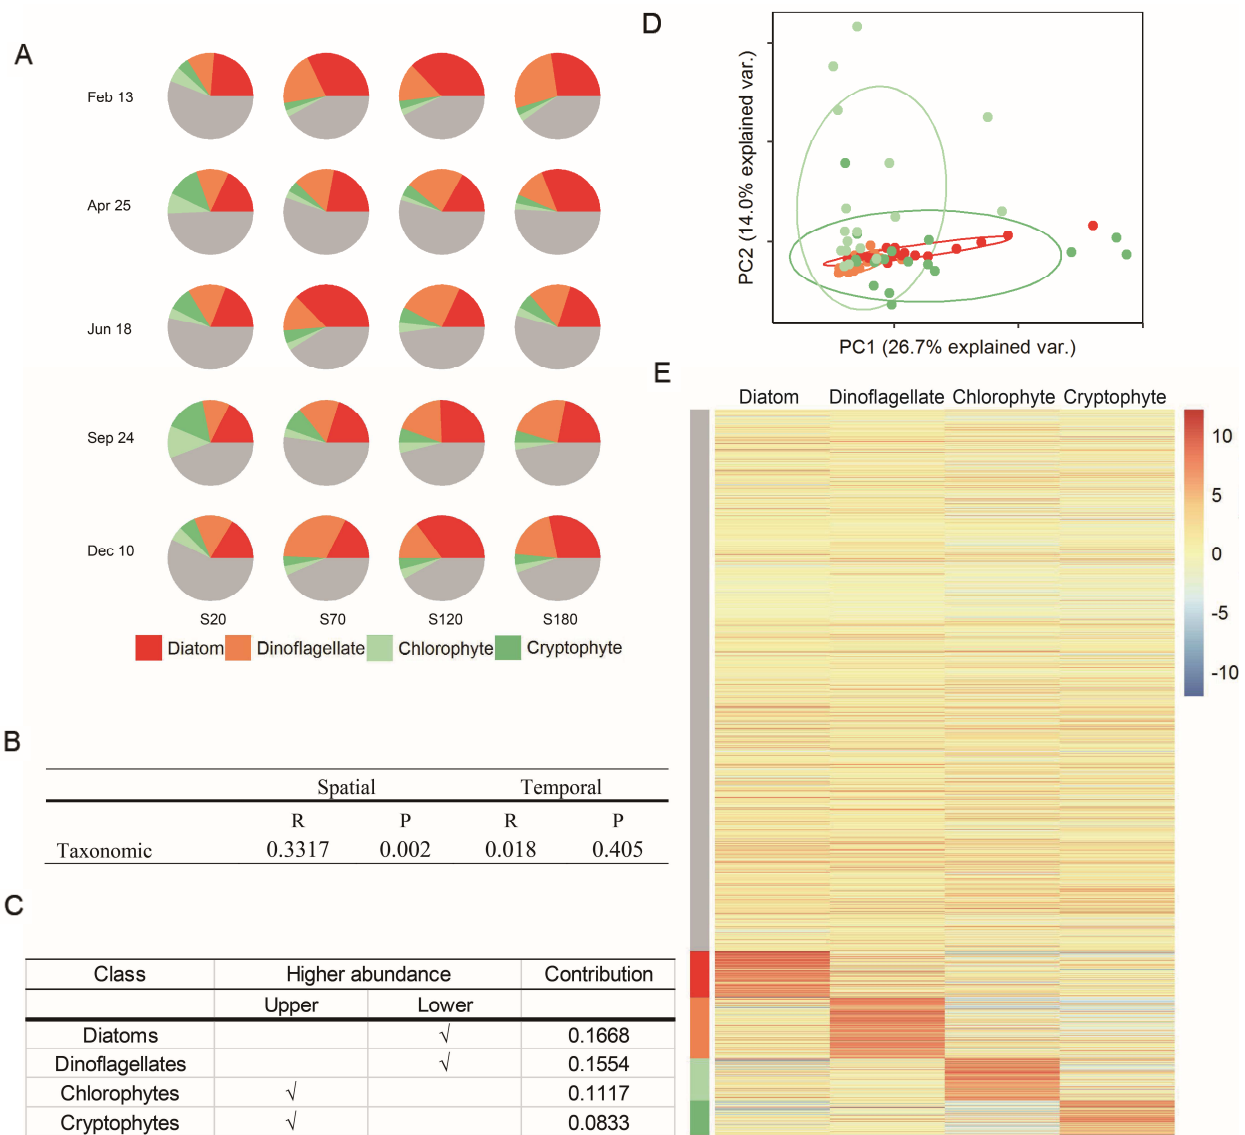 A
Feb 13
Apr 25
Jun 18
Sep 24
Dec 10
S20 S70 S120 S180
Diatom Dinoflagellate Chlorophyte Cryptophyte
B
Spatial Temporal
R P R P
Taxonomic 0.3317 0.002 0.018 0.405
C
Class Higher abundance Contribution
Upper Lower
Diatoms √ 0.1668
Dinoflagellates √ 0.1554
Chlorophytes √ 0.1117
Cryptophytes √ 0.0833
D
PC2 (14.0% explained var.)
PC1 (26.7% explained var.)
E
Diatom Dinoflagellate Chlorophyte Cryptophyte
10
5
0
-5
-10